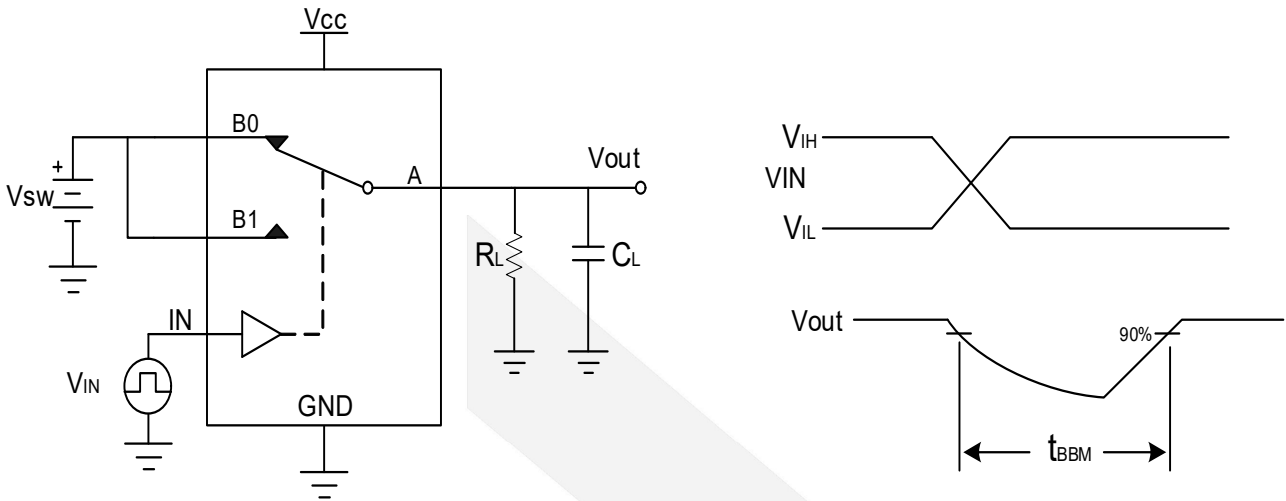 Vcc
B0
Vsw
+
B1
A
Vout
RL
CL
IN
VIN
GND
VIH
VIN
VIL
Vout
90%
tBBM